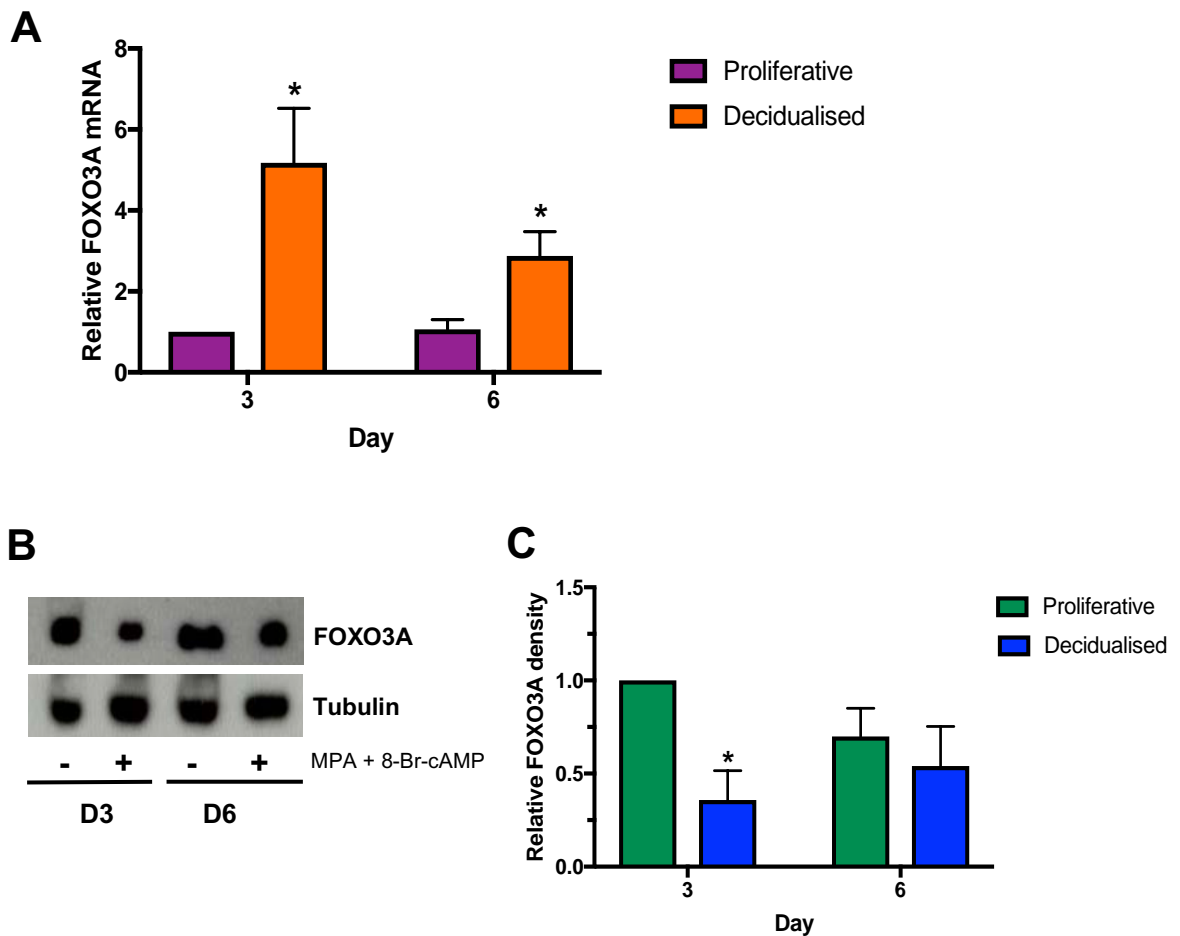 A
Relative FOXO3A mRNA
8
6
4
2
0
*
*
3
6
Day
Proliferative
Decidualised
B
FOXO3A
Tubulin
- + - + MPA + 8-Br-cAMP
D3 D6
C
Relative FOXO3A density
1.5
1.0
0.5
0.0
*
3
6
Day
Proliferative
Decidualised